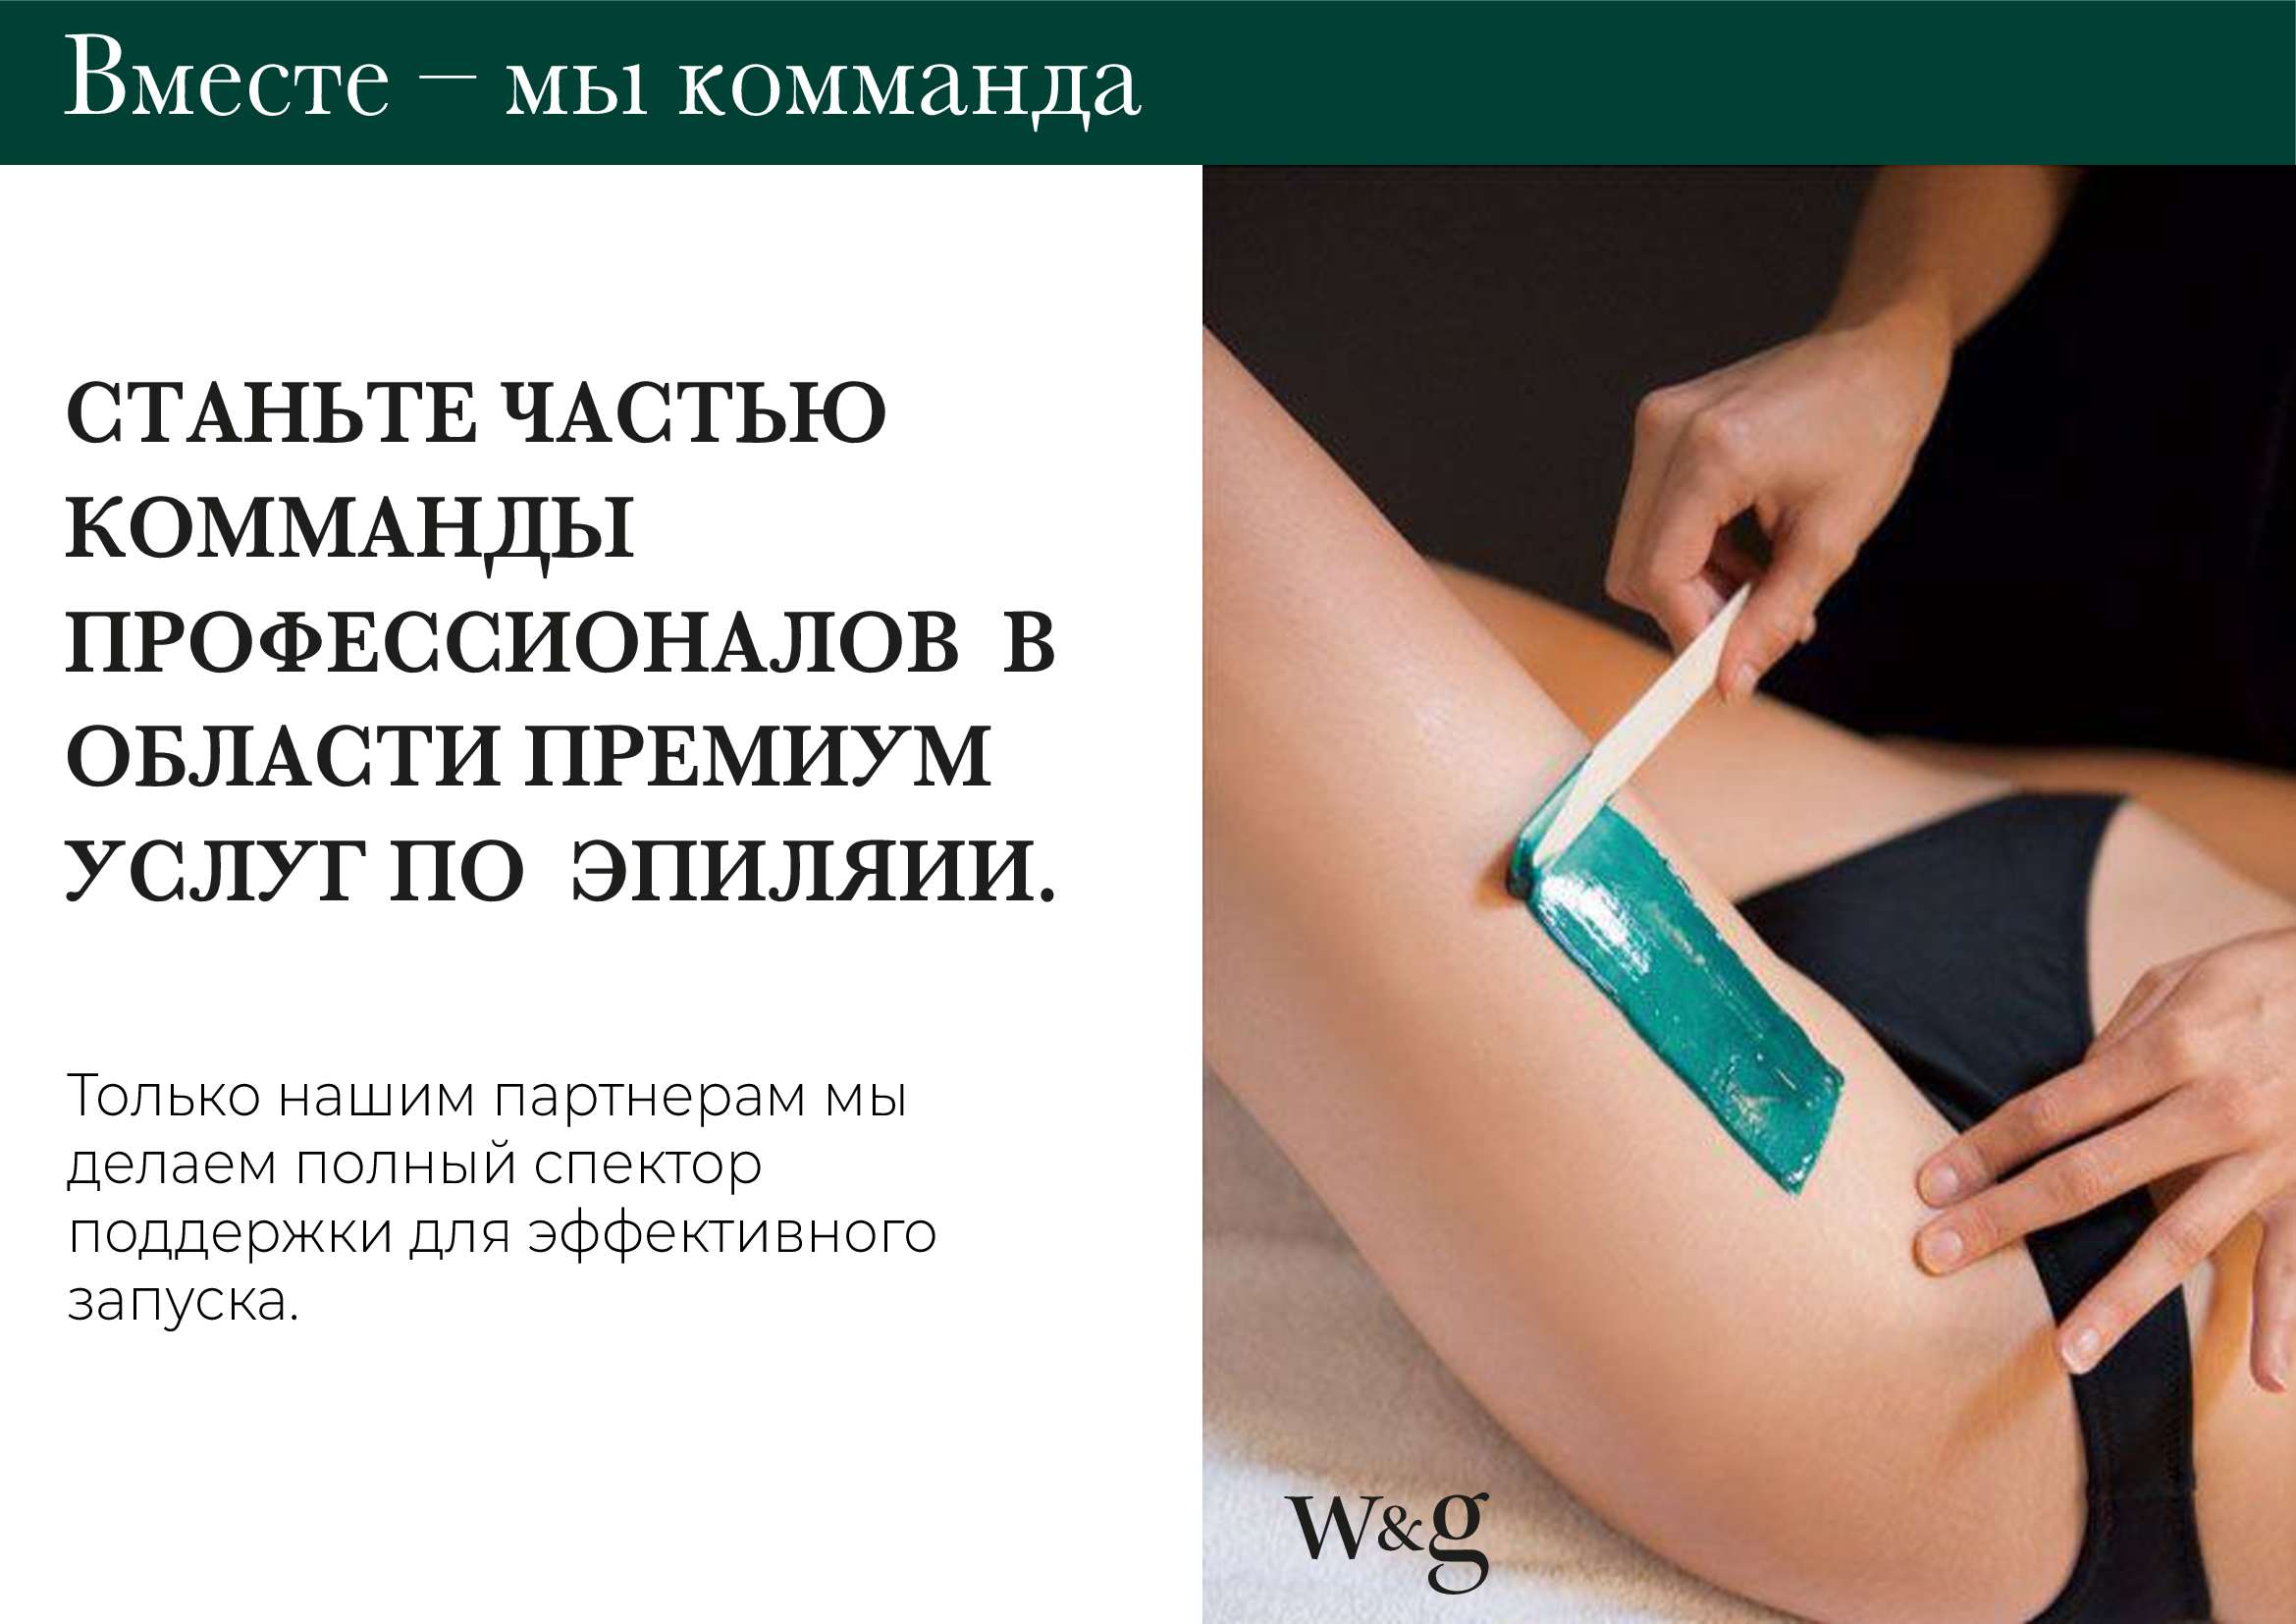 Вместе – мы комманда
СТАНЬТЕ ЧАСТЬЮ
КОММАНДЫ
ПРОФЕССИОНАЛОВ В
ОБЛАСТИ ПРЕМИУМ
УСЛУГ ПО ЭПИЛЯИИ.
Только нашим партнерам мы
делаем полный спектор
поддержки для эффективного
запуска.
w&g